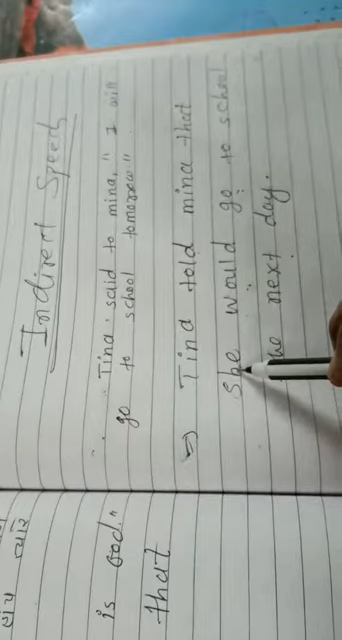 Indirect Speech
Tina said to mina, " I will
go to school tomorrow "
→ Tina told mina that
She would go to school
next day.
is God."
that